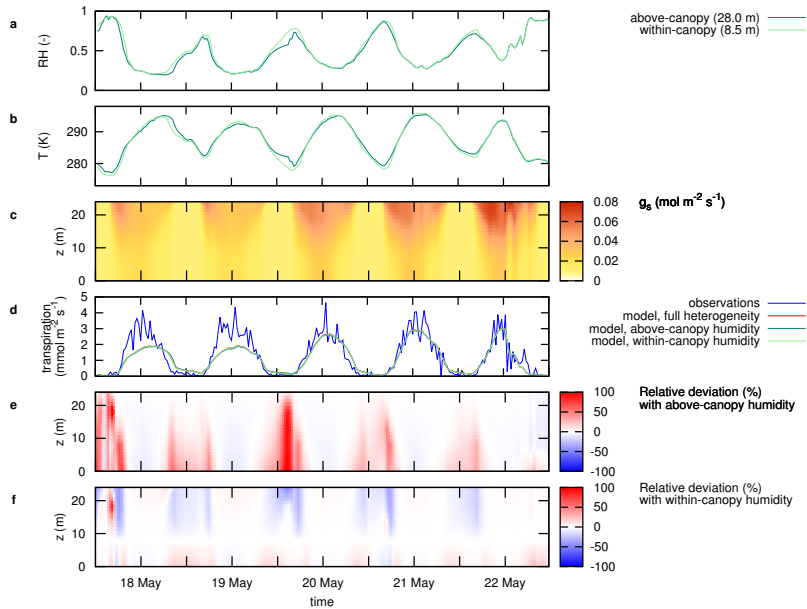 a
RH (-)
1
0.5
0
above-canopy (28.0 m)
within-canopy (8.5 m)
b
T (K)
290
280
c
z (m)
20
10
0
0.08
0.06
0.04
0.02
0
gs (mol m-2 s-1)
d
transpiration
(mmol m-2 s-1)
5
4
3
2
1
0
observations
model, full heterogeneity
model, above-canopy humidity
model, within-canopy humidity
e
z (m)
20
10
0
100
50
0
-50
-100
Relative deviation (%)
with above-canopy humidity
f
z (m)
20
10
0
100
50
0
-50
-100
Relative deviation (%)
with within-canopy humidity
18 May
19 May
20 May
21 May
22 May
time